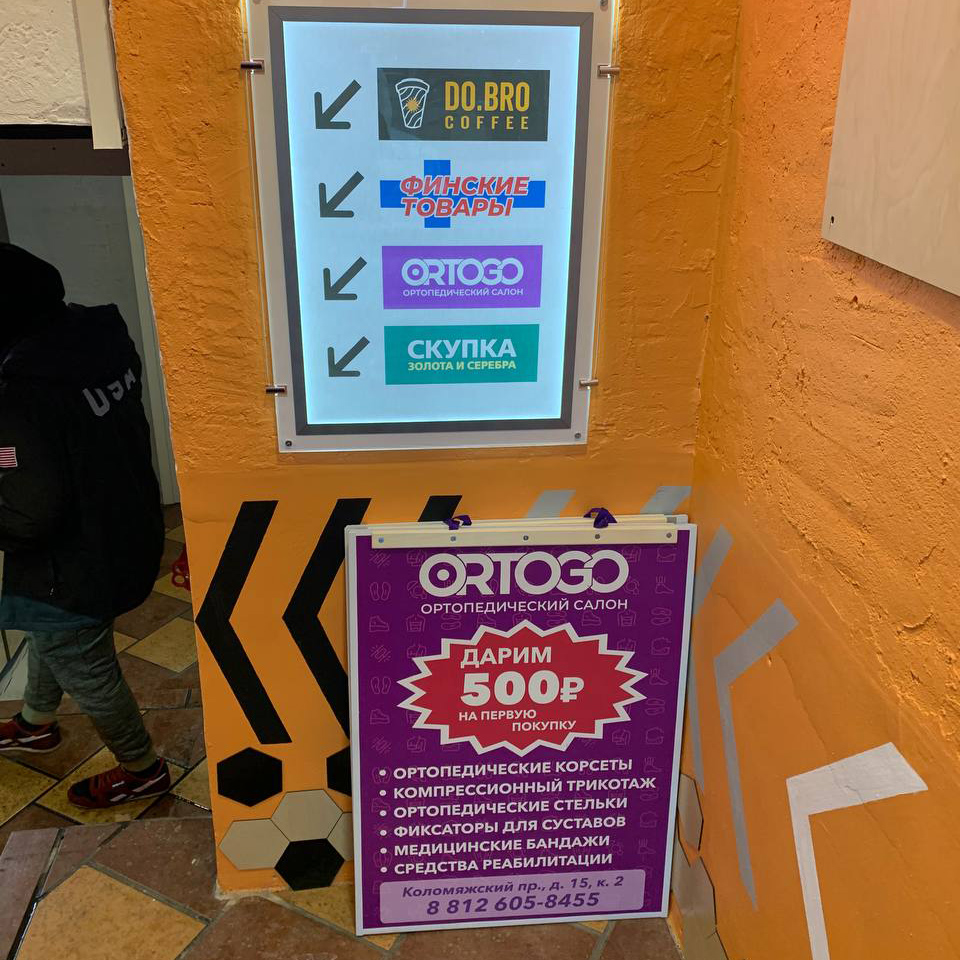 DO.BRO
COFFEE
ФИНСКИЕ
ТОВАРЫ
ORTOGO
ОРТОПЕДИЧЕСКИЙ САЛОН
СКУПКА
ЗОЛОТА И СЕРЕБРА
ORTOGO
ОРТОПЕДИЧЕСКИЙ САЛОН
ДАРИМ
500₽
НА ПЕРВУЮ
ПОКУПКУ
• ОРТОПЕДИЧЕСКИЕ КОРСЕТЫ
• КОМПРЕССИОННЫЙ ТРИКОТАЖ
• ОРТОПЕДИЧЕСКИЕ СТЕЛЬКИ
• ФИКСАТОРЫ ДЛЯ СУСТАВОВ
• МЕДИЦИНСКИЕ БАНДАЖИ
• СРЕДСТВА РЕАБИЛИТАЦИИ
Коломяжский пр., д. 15, к. 2
8 812 605-8455